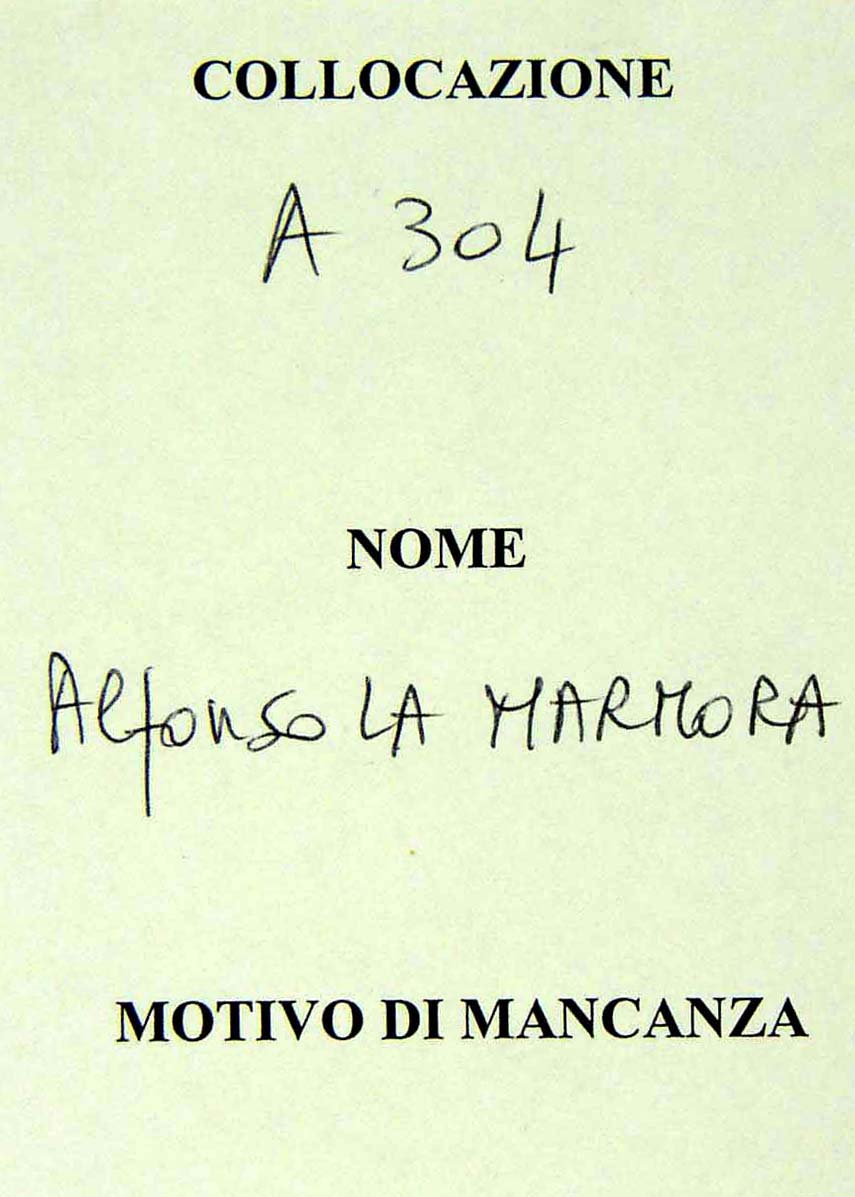 COLLOCAZIONE
A 304
NOME
Alfonso LA MARMORA
MOTIVO DI MANCANZA